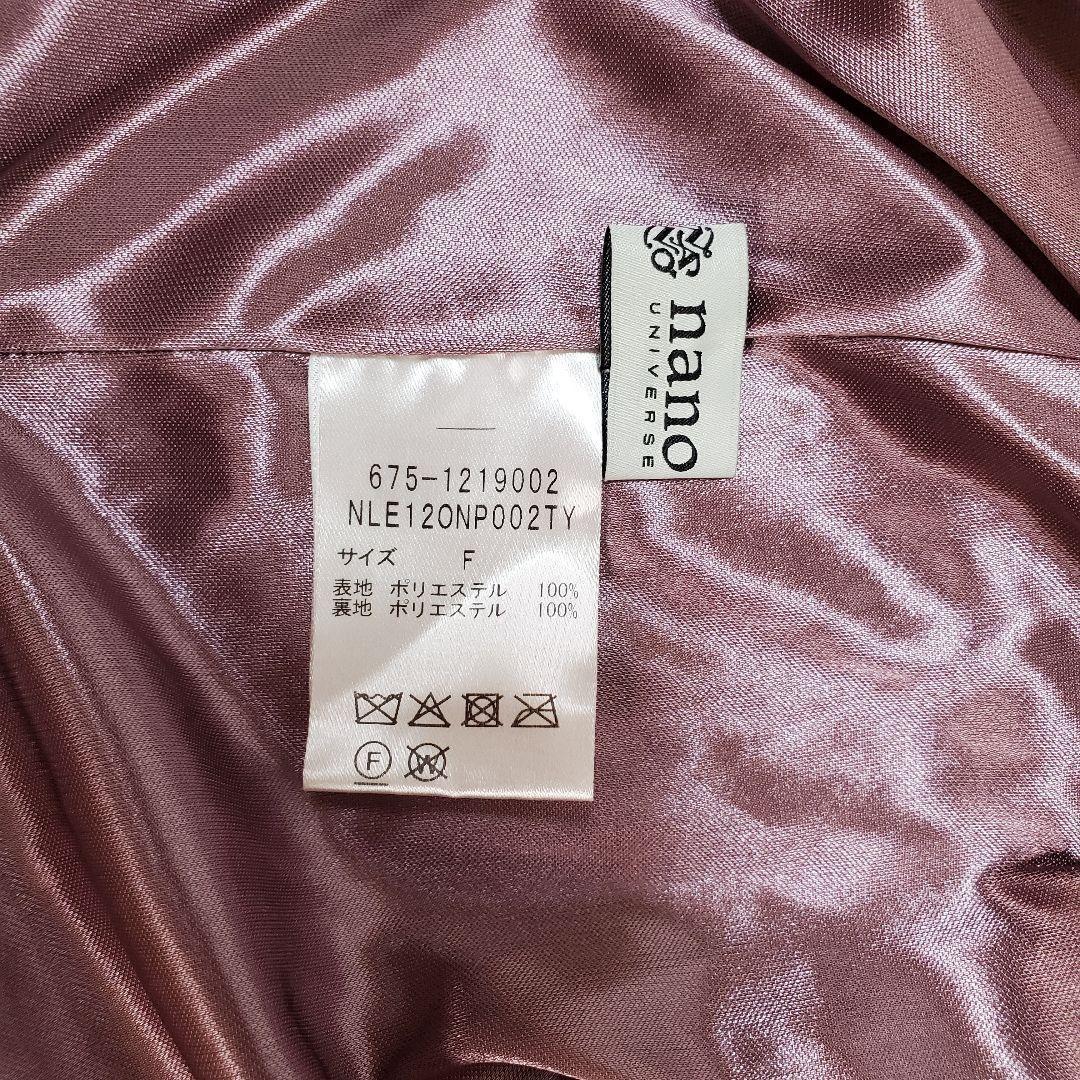 nano
UNIVERSE
675-1219002
NLE12ONP002TY
サイズ F
表地 ポリエステル 100%
裏地 ポリエステル 100%
F
W